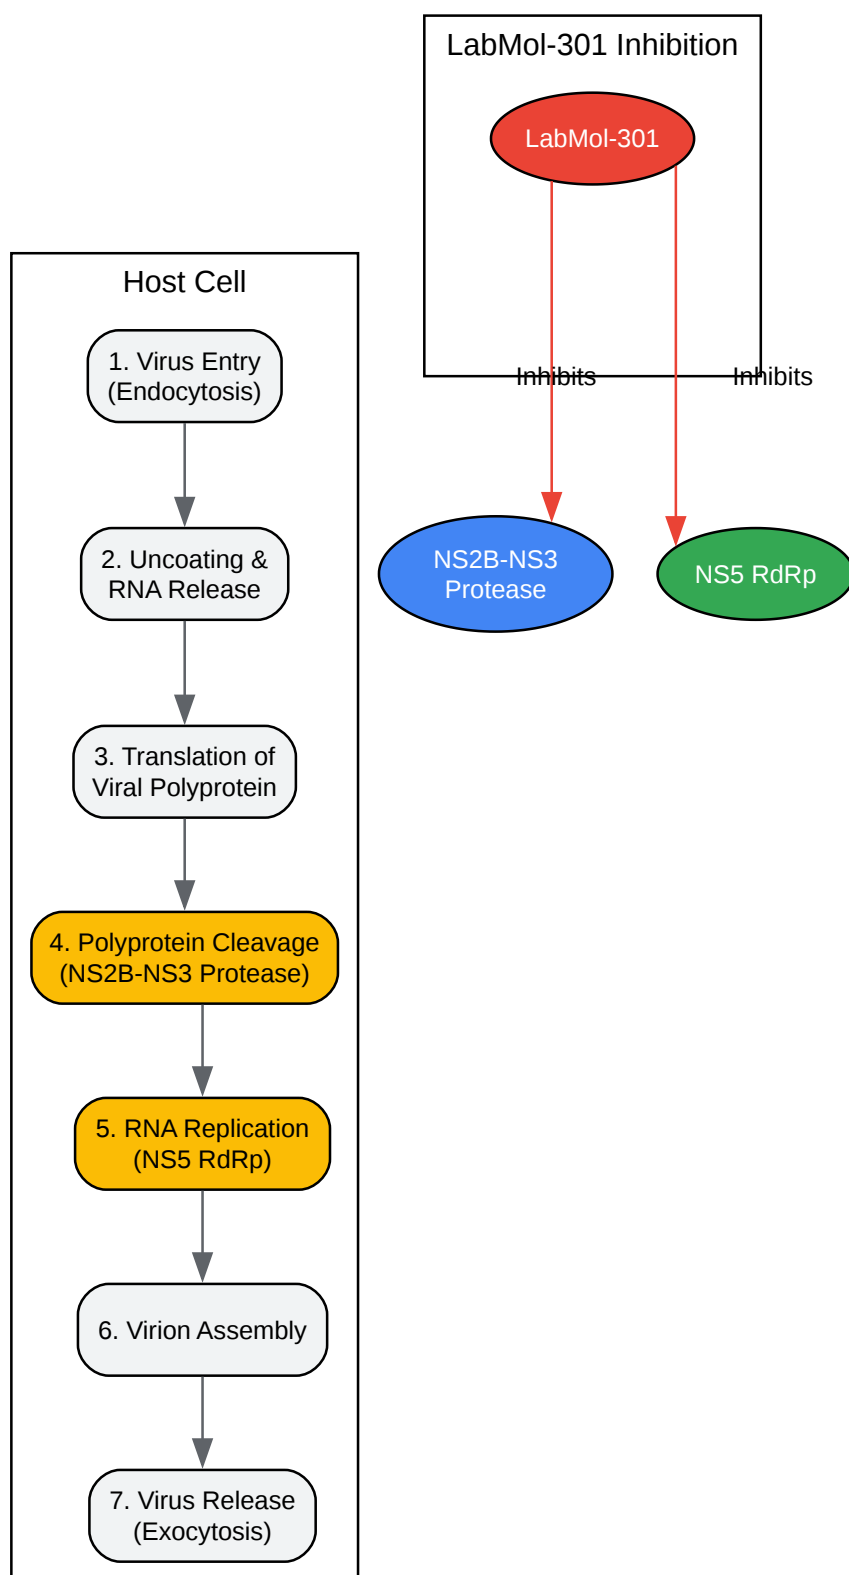 LabMol-301 Inhibition
LabMol-301
Inhibits
Inhibits
NS2B-NS3
Protease
NS5 RdRp
Host Cell
1. Virus Entry
(Endocytosis)
2. Uncoating &
RNA Release
3. Translation of
Viral Polyprotein
4. Polyprotein Cleavage
(NS2B-NS3 Protease)
5. RNA Replication
(NS5 RdRp)
6. Virion Assembly
7. Virus Release
(Exocytosis)